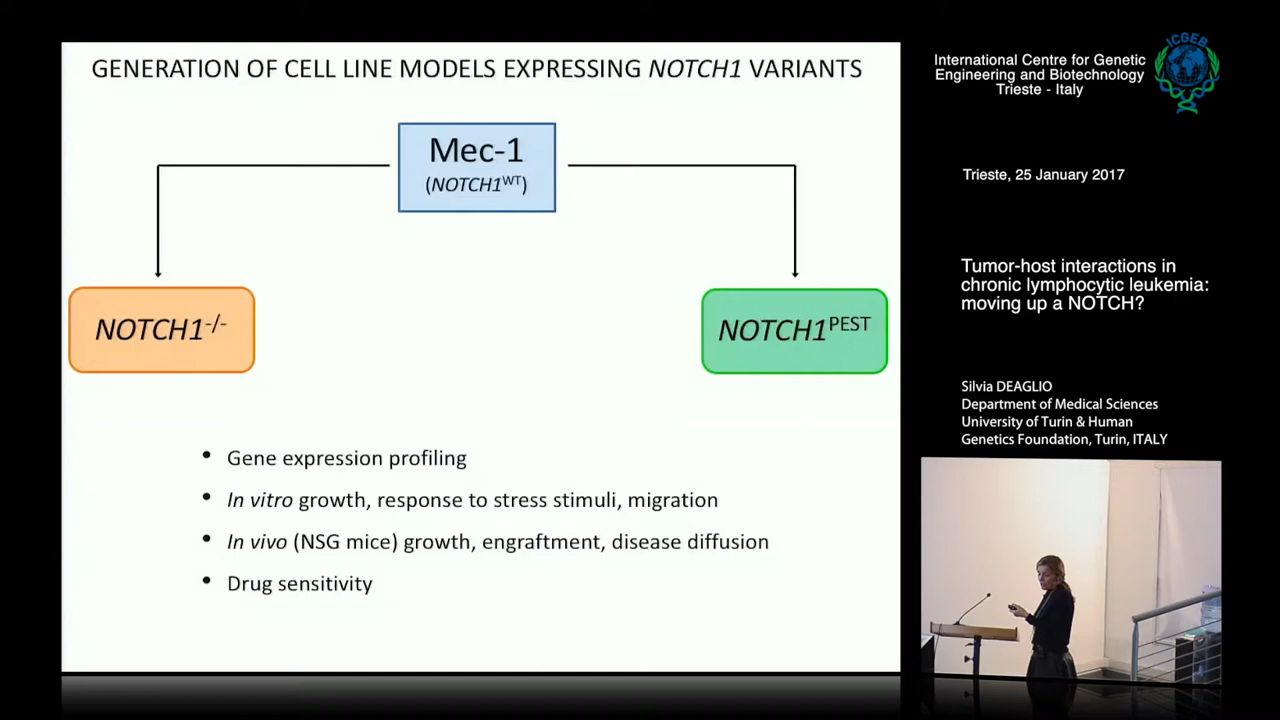 GENERATION OF CELL LINE MODELS EXPRESSING NOTCH1 VARIANTS
Mec-1
(NOTCH1WT)
NOTCH1-/-
NOTCH1PEST
• Gene expression profiling
• In vitro growth, response to stress stimuli, migration
• In vivo (NSG mice) growth, engraftment, disease diffusion
• Drug sensitivity
International Centre for Genetic
Engineering and Biotechnology
Trieste - Italy
ICGEB
Trieste, 25 January 2017
Tumor-host interactions in
chronic lymphocytic leukemia:
moving up a NOTCH?
Silvia DEAGLIO
Department of Medical Sciences
University of Turin & Human
Genetics Foundation, Turin, ITALY